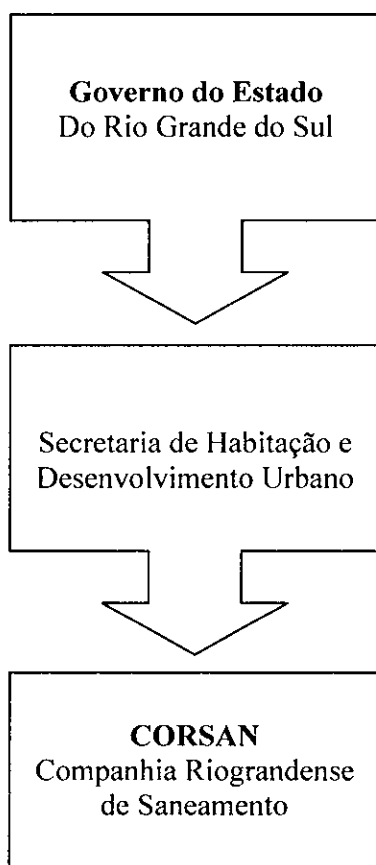 Governo do Estado
Do Rio Grande do Sul
Secretaria de Habitação e
Desenvolvimento Urbano
CORSAN
Companhia Riograndense
de Saneamento